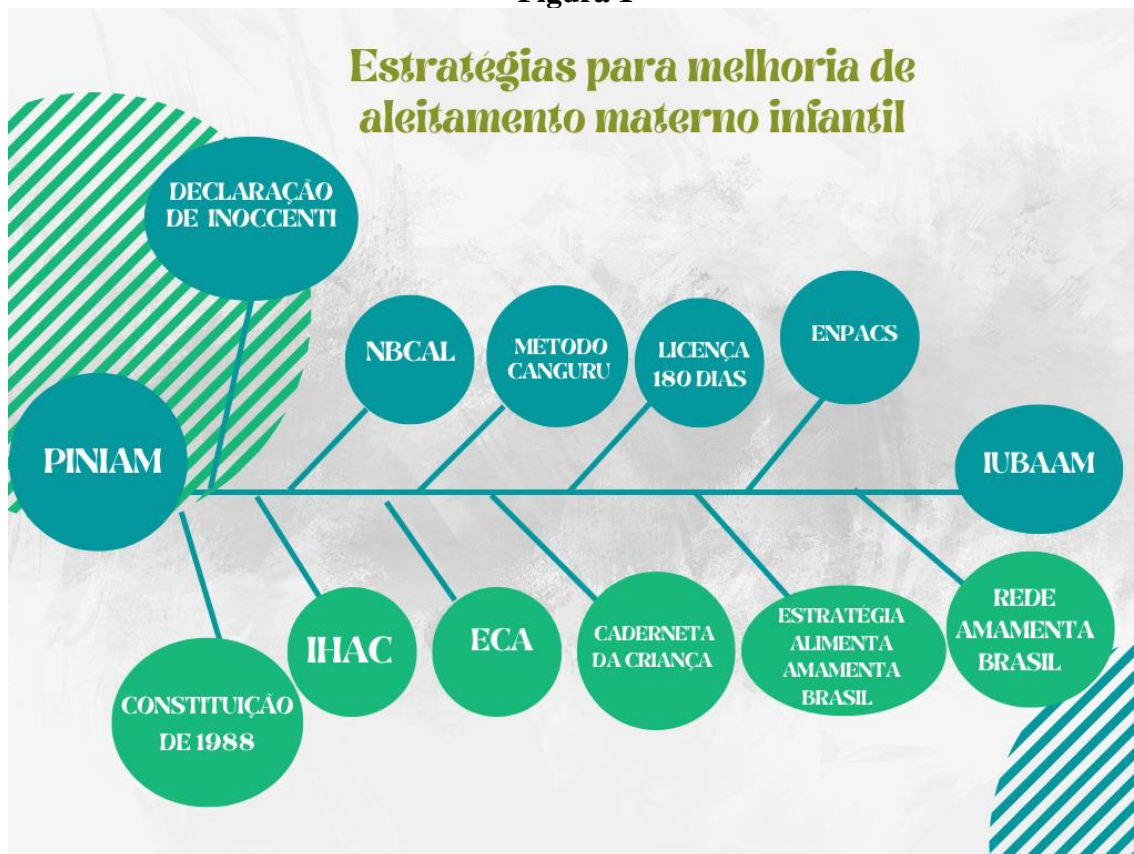 Figura 1
Estratégias para melhoria de
aleitamento materno infantil
DECLARAÇÃO
DE INOCCENTI
NBCAL
MÉTODO
CANGURU
LICENÇA
180 DIAS
ENPACS
PINIAM
IUBAAM
CONSTITUIÇÃO
DE 1988
IHAC
ECA
CADERNETA
DA CRIANÇA
ESTRATÉGIA
ALIMENTA
AMAMENTA
BRASIL
REDE
AMAMENTA
BRASIL